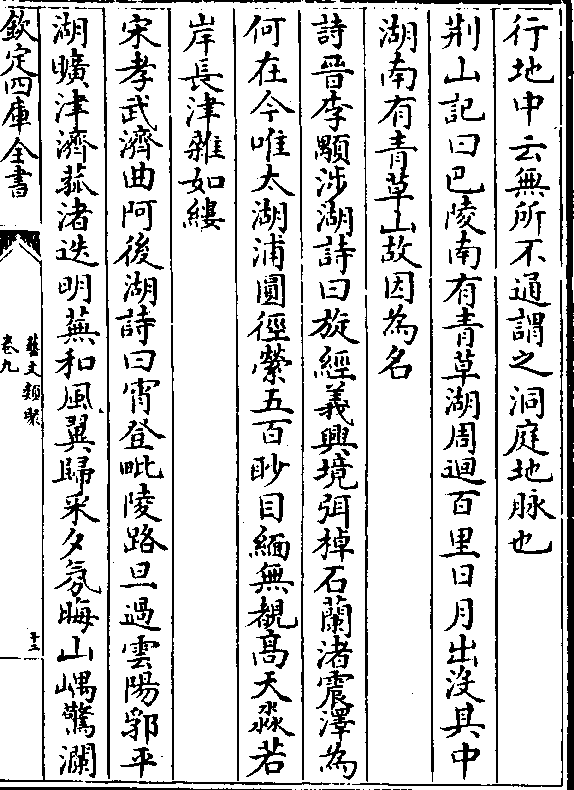 行地中云無所不通謂之洞庭地脉也
荆山記曰巴陵南有青草湖周迴百里日月出沒其中
湖南有青草山故因為名
詩晉李顒涉湖詩曰旋經義興境弭棹石蘭渚震澤為
何在今唯太湖浦圓徑縈五百眇目緬無覩高天淼若
岸長津雜如縷
宋孝武濟曲阿後湖詩曰宵登毗陵路旦過雲陽郛平
湖曠津濟菰渚迭明蕪和風翼歸采夕氛晦山嵎驚瀾
欽定四庫全書
藝文類聚
卷九
十三